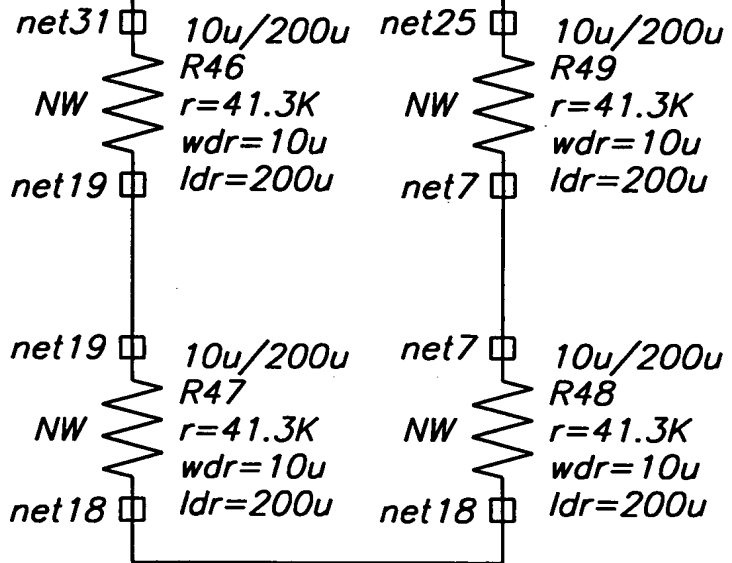 net31
10u/200u
R46
NW
r=41.3K
wdr=10u
ldr=200u
net19
net25
10u/200u
R49
NW
r=41.3K
wdr=10u
ldr=200u
net7
net19
10u/200u
R47
NW
r=41.3K
wdr=10u
ldr=200u
net18
net7
10u/200u
R48
NW
r=41.3K
wdr=10u
ldr=200u
net18